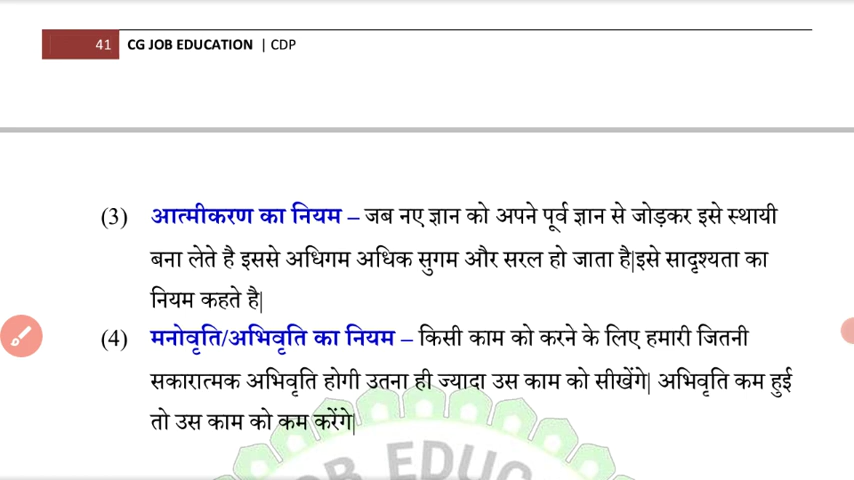 41 CG JOB EDUCATION | CDP
(3) आत्मीकरण का नियम – जब नए ज्ञान को अपने पूर्व ज्ञान से जोड़कर इसे स्थायी
बना लेते है इससे अधिगम अधिक सुगम और सरल हो जाता है|इसे सादृश्यता का
नियम कहते है|
(4) मनोवृति/अभिवृति का नियम – किसी काम को करने के लिए हमारी जितनी
सकारात्मक अभिवृति होगी उतना ही ज्यादा उस काम को सीखेंगे| अभिवृति कम हुई
तो उस काम को कम करेंगे|
JOB EDUC